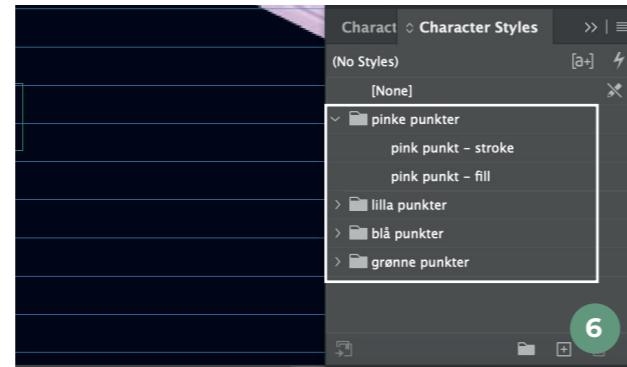 Charact Character Styles
(No Styles) [a+]
[None]
pinke punkter
pink punkt – stroke
pink punkt – fill
lilla punkter
blå punkter
grønne punkter
6